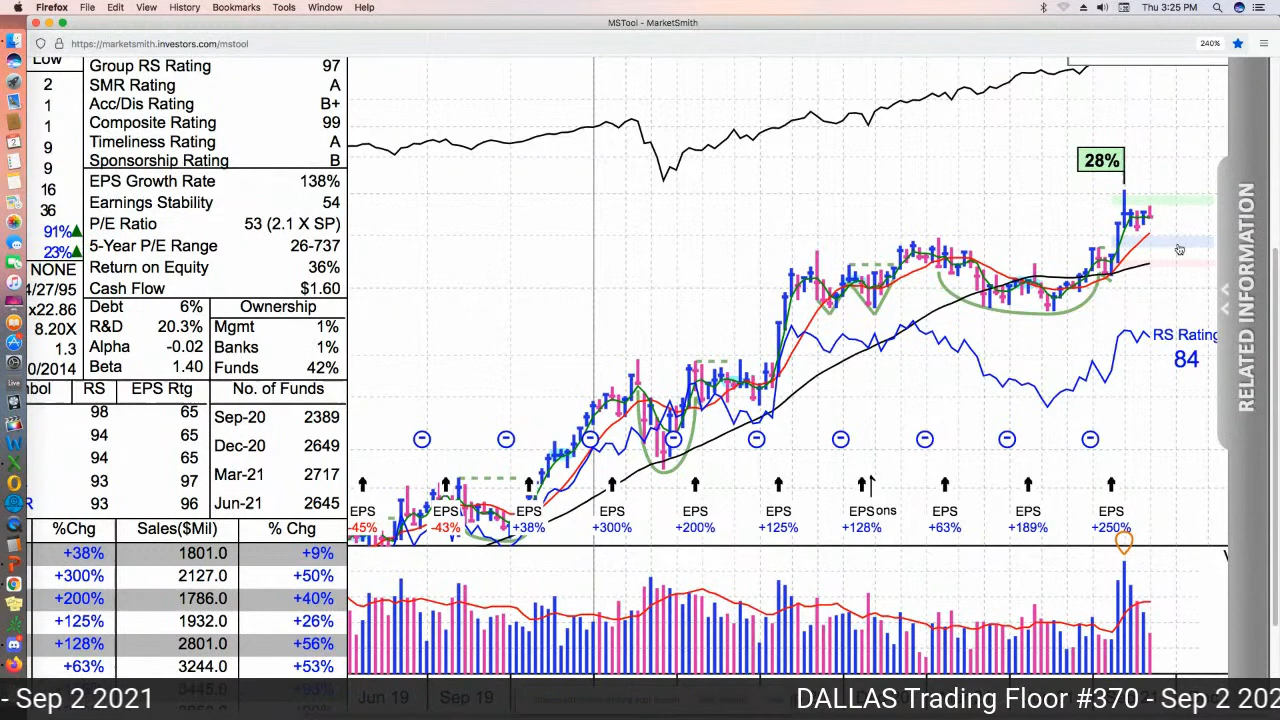 Firefox File Edit View History Bookmarks Tools Window Help Thu 3:25 PM
MSTool - MarketSmith
https://marketsmith.investors.com/mstool 240%
Low
2
1
9
9
16
36
91%
23%
NONE
4/27/95
x22.86
8.20X
1.3
0/2014
Group RS Rating 97
SMR Rating A
Acc/Dis Rating B+
Composite Rating 99
Timeliness Rating A
Sponsorship Rating B
EPS Growth Rate 138%
Earnings Stability 54
P/E Ratio 53 (2.1 X SP)
5-Year P/E Range 26-737
Return on Equity 36%
Cash Flow $1.60
Debt 6%
R&D 20.3%
Alpha -0.02
Beta 1.40
Ownership
Mgmt 1%
Banks 1%
Funds 42%
bol RS EPS Rtg
98 65
94 65
94 65
93 97
R 93 96
No. of Funds
Sep-20 2389
Dec-20 2649
Mar-21 2717
Jun-21 2645
%Chg Sales($Mil) % Chg
+38% 1801.0 +9%
+300% 2127.0 +50%
+200% 1786.0 +40%
+125% 1932.0 +26%
+128% 2801.0 +56%
+63% 3244.0 +53%
28%
RS Rating
84
EPS EPS EPS EPS EPS EPS EPS ons EPS EPS EPS
-45% -43% +38% +300% +200% +125% +128% +63% +189% +250%
Jun 19 Sep 19
RELATED INFORMATION
- Sep 2 2021 DALLAS Trading Floor #370 - Sep 2 202